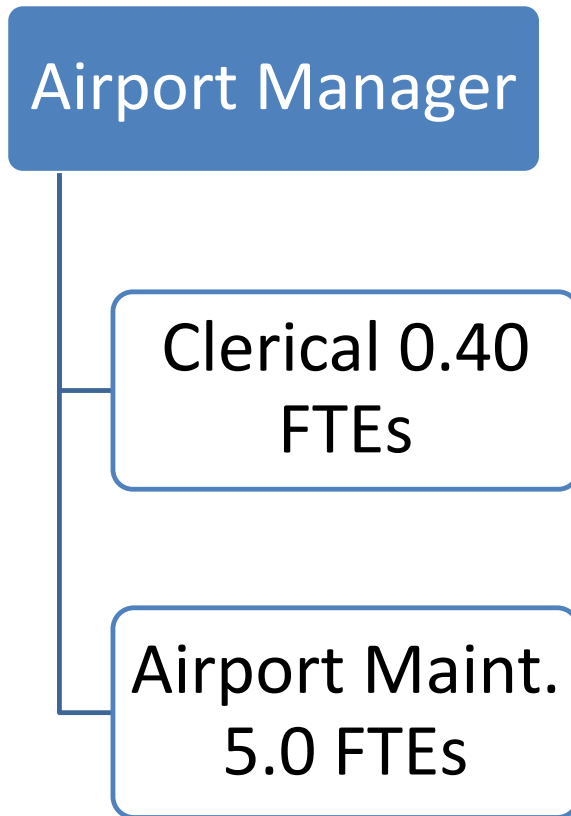 Airport Manager
Clerical 0.40
FTEs
Airport Maint.
5.0 FTEs